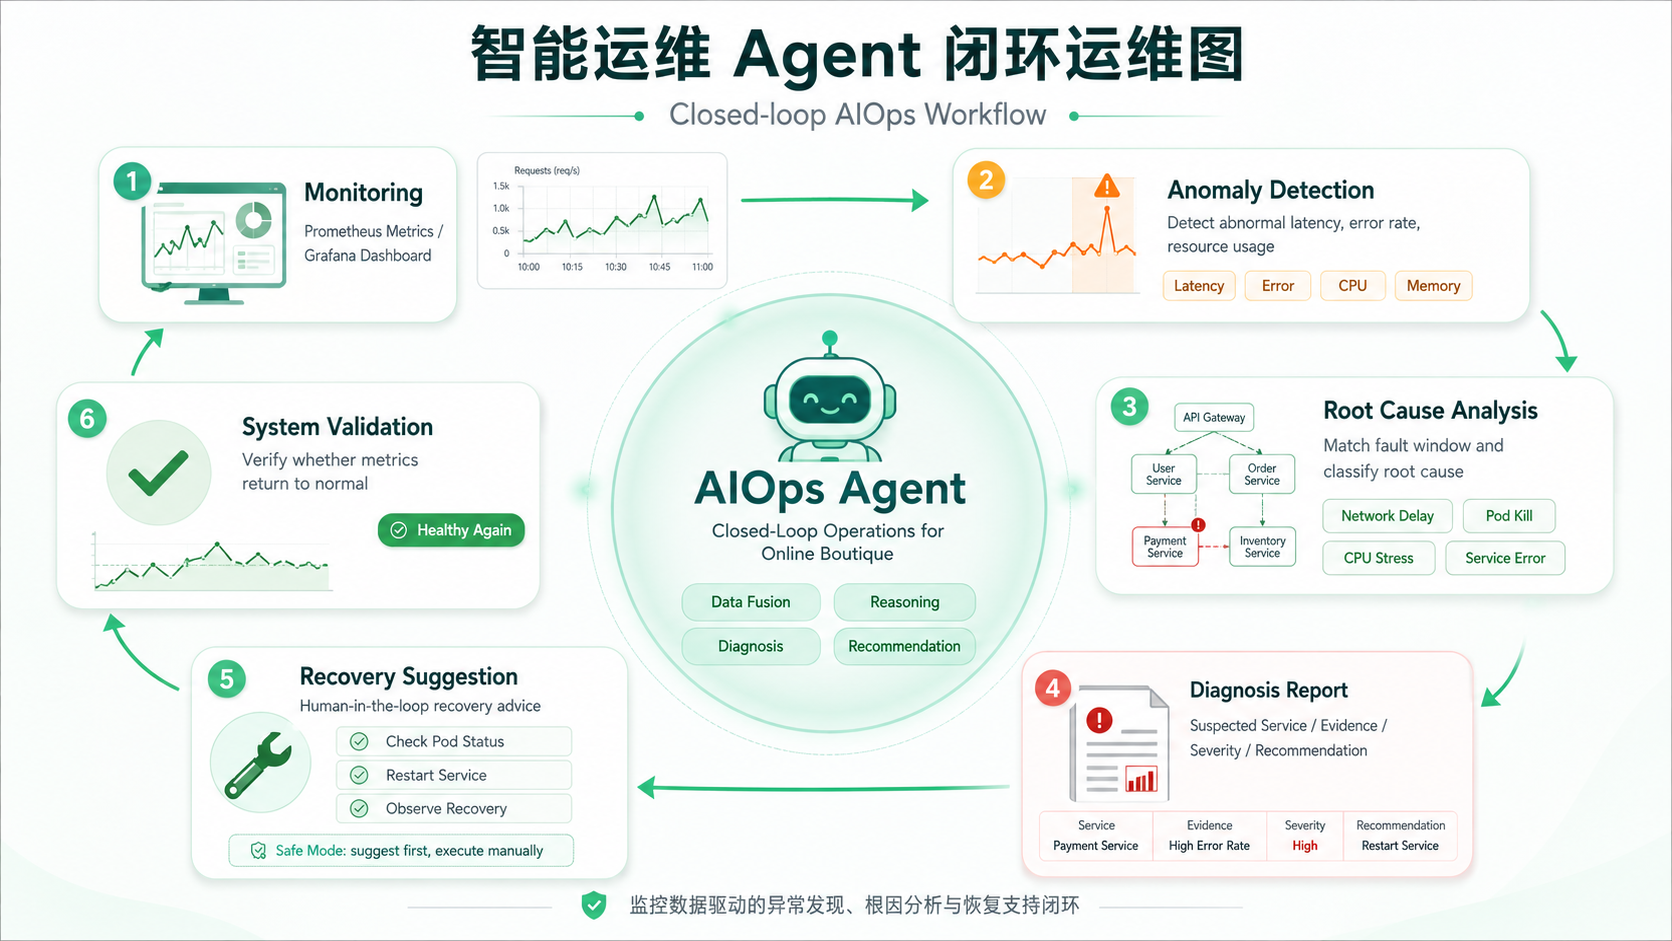 智能运维 Agent 闭环运维图
Closed-loop AIOps Workflow
1
Monitoring
Prometheus Metrics /
Grafana Dashboard
Requests (req/s)
1.5k
1.0k
0.5k
0
10:00 10:15 10:30 10:45 11:00
2
Anomaly Detection
Detect abnormal latency, error rate,
resource usage
Latency Error CPU Memory
3
Root Cause Analysis
Match fault window and
classify root cause
API Gateway
User
Service
Order
Service
Payment
Service
Inventory
Service
Network Delay Pod Kill
CPU Stress Service Error
4
Diagnosis Report
Suspected Service / Evidence /
Severity / Recommendation
Service Evidence Severity Recommendation
Payment Service High Error Rate High Restart Service
5
Recovery Suggestion
Human-in-the-loop recovery advice
Check Pod Status
Restart Service
Observe Recovery
Safe Mode: suggest first, execute manually
6
System Validation
Verify whether metrics
return to normal
Healthy Again
AIOps Agent
Closed-Loop Operations for
Online Boutique
Data Fusion Reasoning
Diagnosis Recommendation
监控数据驱动的异常发现、根因分析与恢复支持闭环